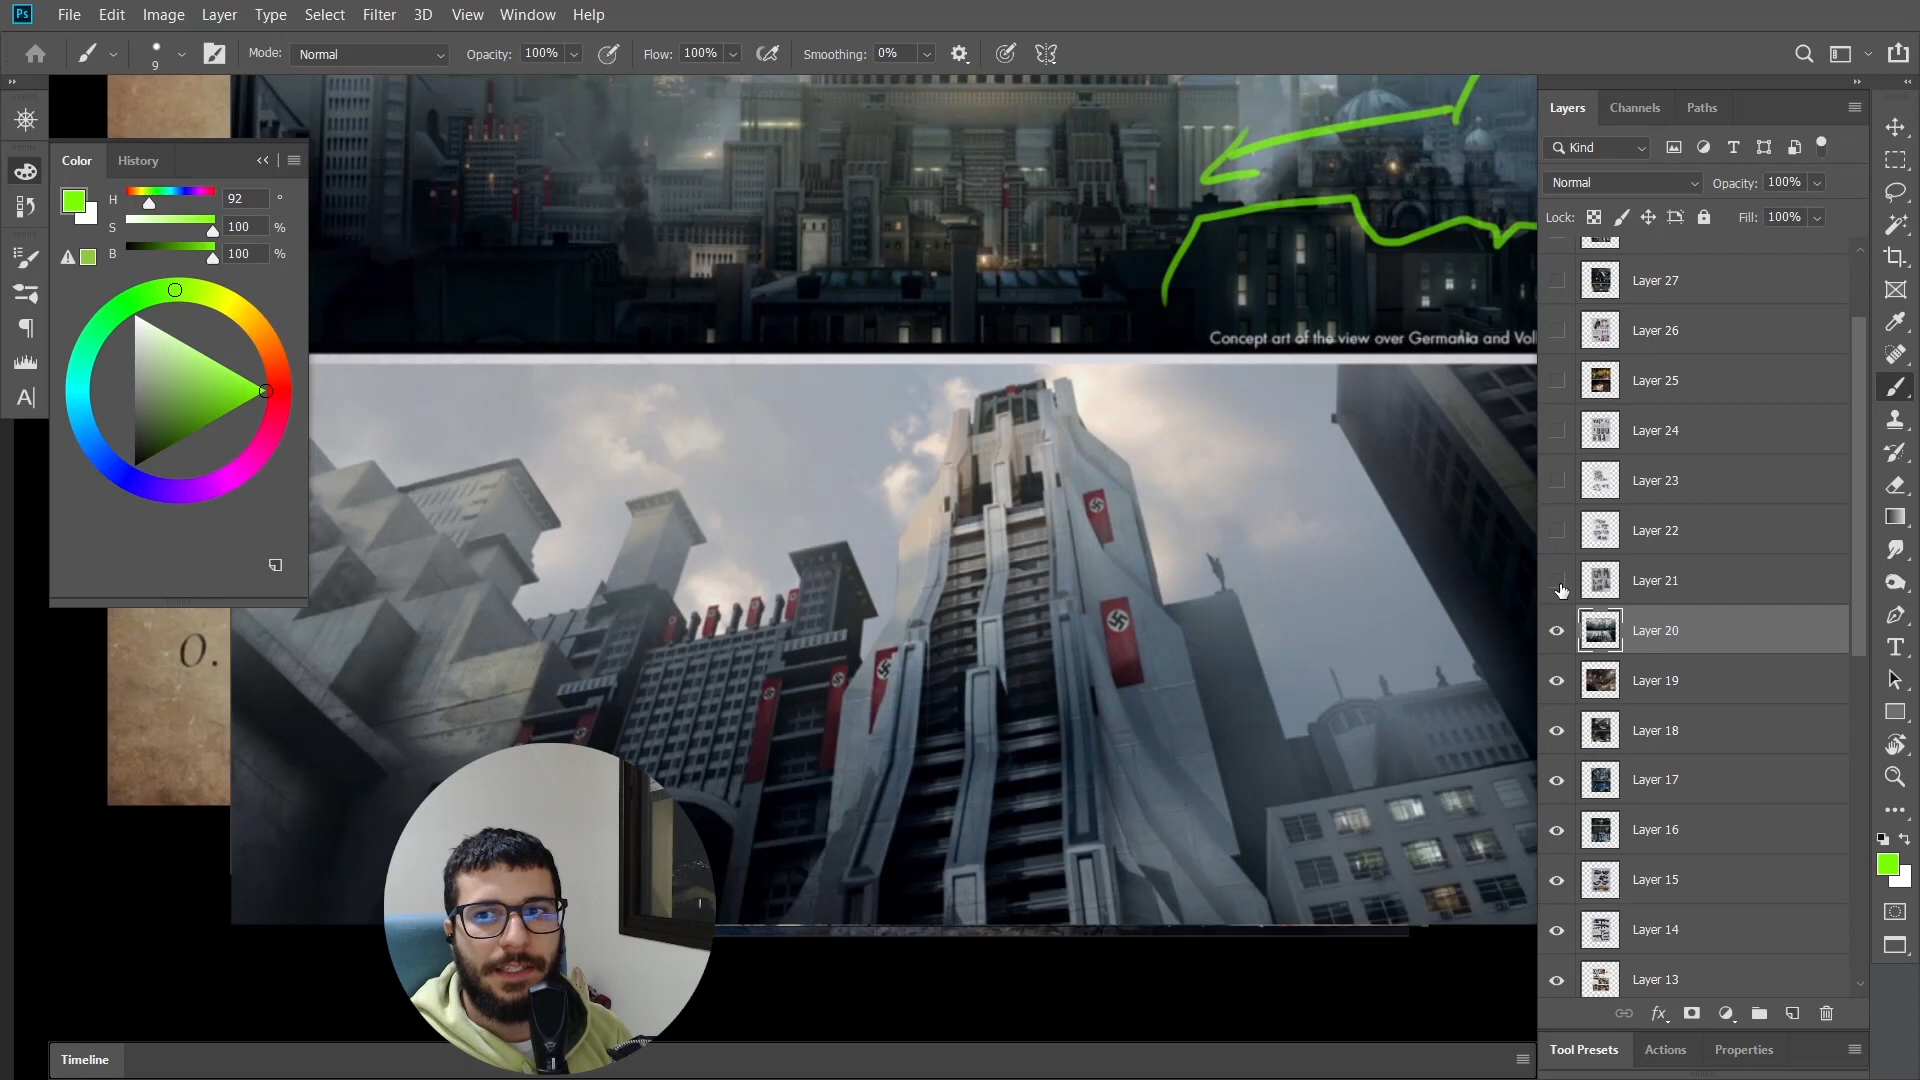 Ps File Edit Image Layer Type Select Filter 3D View Window Help
9 Mode: Normal Opacity: 100% Flow: 100% Smoothing: 0%
Color History
H 92 °
S 100 %
B 100 %
Concept art of the view over Germania and Vol
o.
Timeline
Layers Channels Paths
Kind
Normal Opacity: 100%
Lock: Fill: 100%
Layer 27
Layer 26
Layer 25
Layer 24
Layer 23
Layer 22
Layer 21
Layer 20
Layer 19
Layer 18
Layer 17
Layer 16
Layer 15
Layer 14
Layer 13
fx
Tool Presets Actions Properties